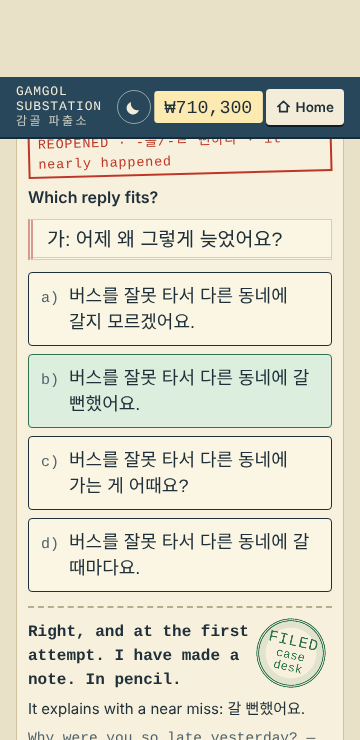 GAMGOL
SUBSTATION
감골 파출소
₩710,300
Home
REOPENED · -을/-ㄹ 뻔하다 · it
nearly happened
Which reply fits?
가: 어제 왜 그렇게 늦었어요?
a) 버스를 잘못 타서 다른 동네에
갈지 모르겠어요.
b) 버스를 잘못 타서 다른 동네에 갈
뻔했어요.
c) 버스를 잘못 타서 다른 동네에
가는 게 어때요?
d) 버스를 잘못 타서 다른 동네에 갈
때마다요.
Right, and at the first
attempt. I have made a
note. In pencil.
FILED
case
desk
It explains with a near miss: 갈 뻔했어요.
Why were you so late yesterday? —